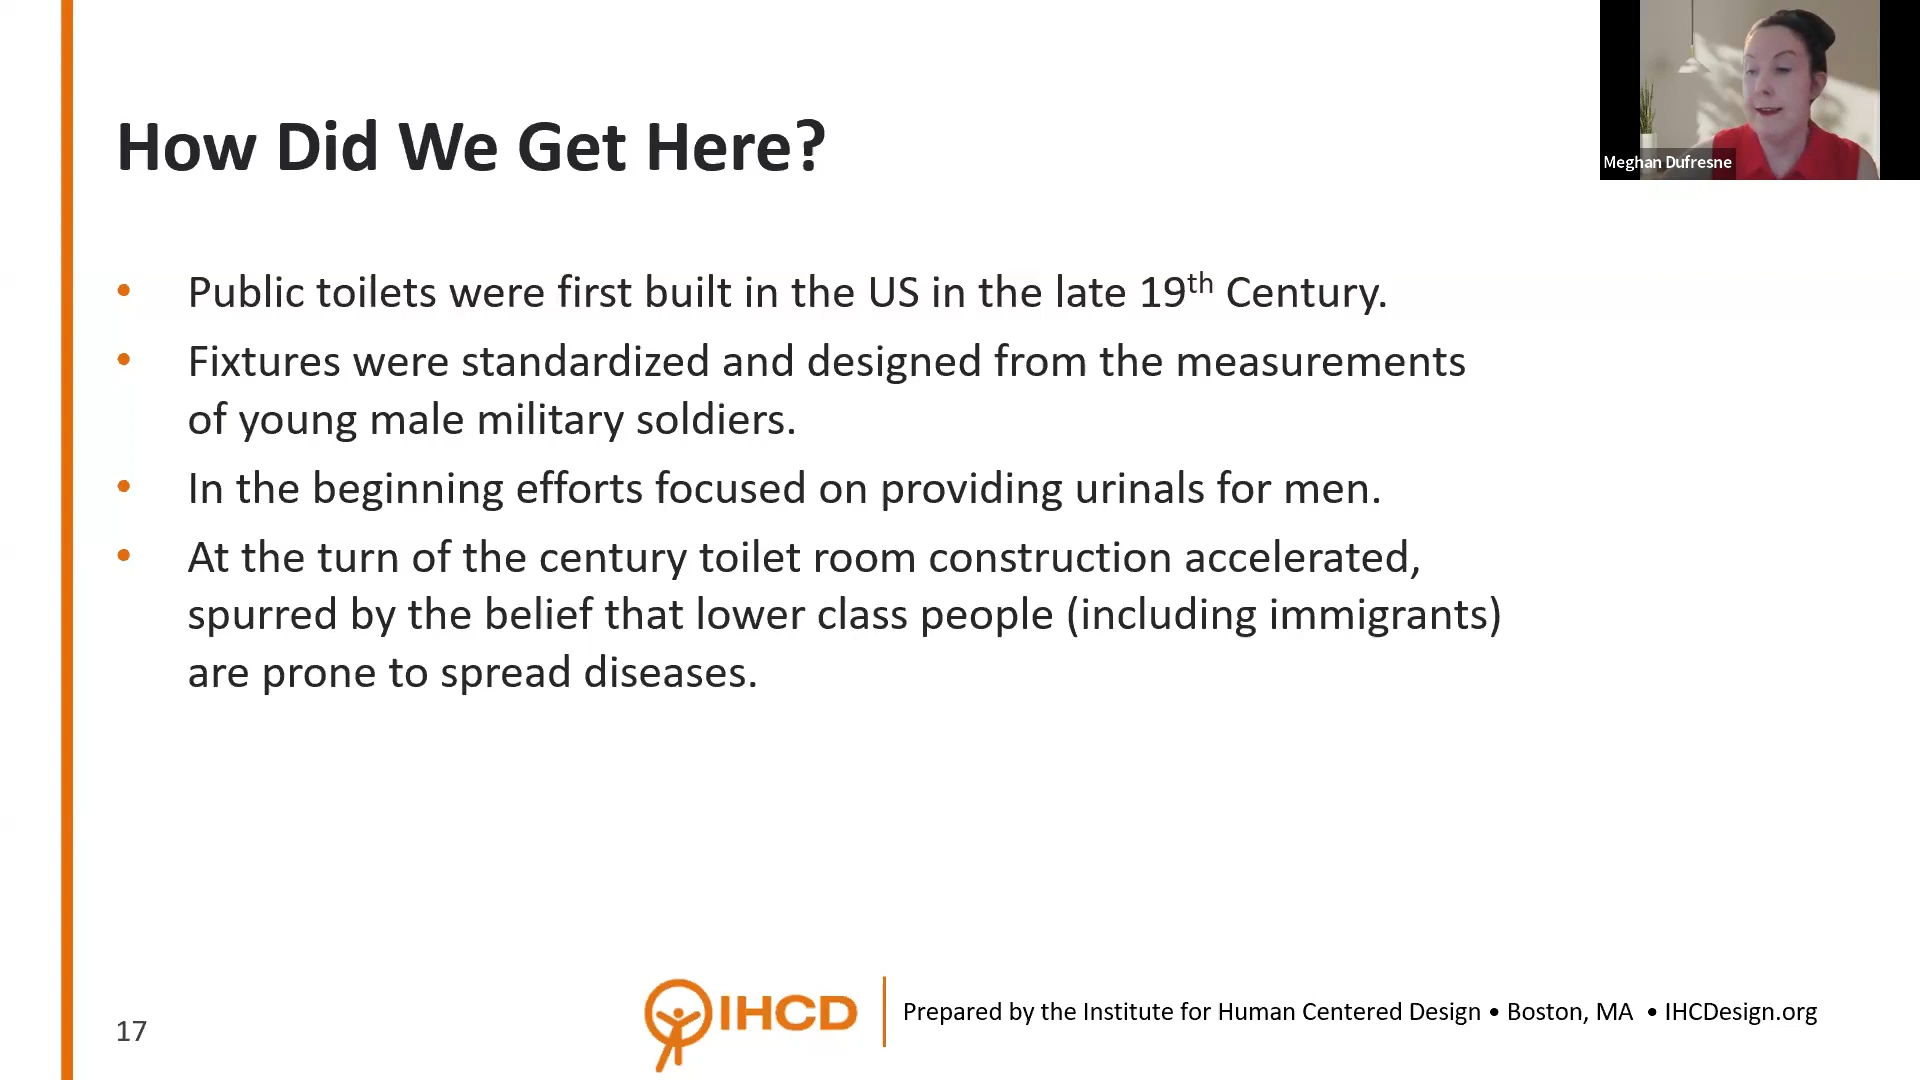 Meghan Dufresne
How Did We Get Here?
• Public toilets were first built in the US in the late 19th Century.
• Fixtures were standardized and designed from the measurements
of young male military soldiers.
• In the beginning efforts focused on providing urinals for men.
• At the turn of the century toilet room construction accelerated,
spurred by the belief that lower class people (including immigrants)
are prone to spread diseases.
17
IHCD
Prepared by the Institute for Human Centered Design • Boston, MA • IHCDesign.org